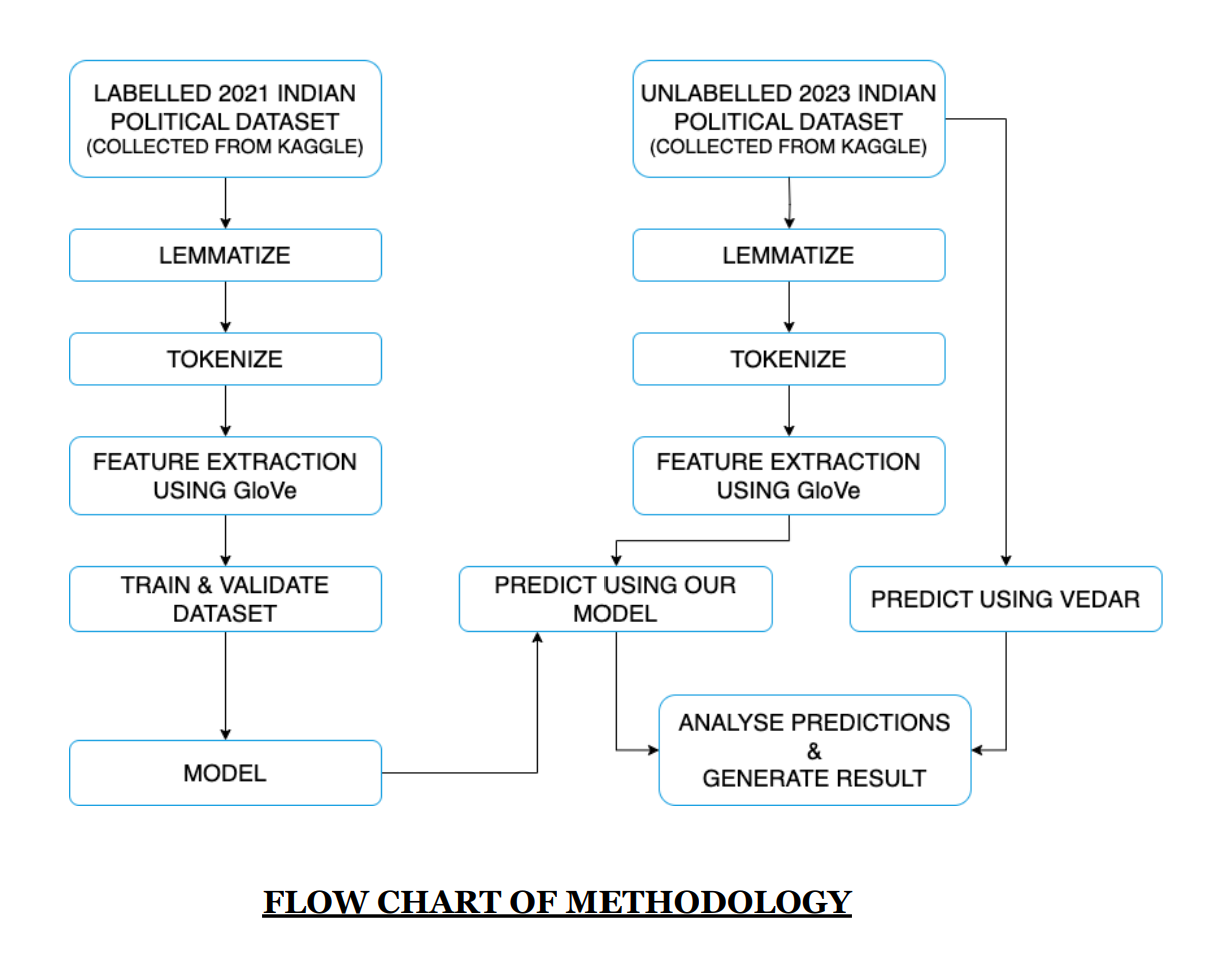 LABELLED 2021 INDIAN
POLITICAL DATASET
(COLLECTED FROM KAGGLE)
LEMMATIZE
TOKENIZE
FEATURE EXTRACTION
USING GloVe
TRAIN & VALIDATE
DATASET
MODEL
UNLABELLED 2023 INDIAN
POLITICAL DATASET
(COLLECTED FROM KAGGLE)
LEMMATIZE
TOKENIZE
FEATURE EXTRACTION
USING GloVe
PREDICT USING OUR
MODEL
PREDICT USING VEDAR
ANALYSE PREDICTIONS
&
GENERATE RESULT
FLOW CHART OF METHODOLOGY